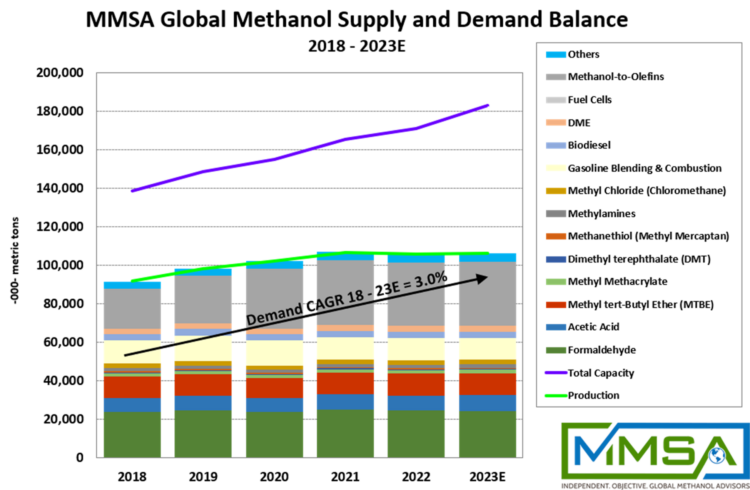 MMSA Global Methanol Supply and Demand Balance
2018 - 2023E
-000- metric tons
200,000
180,000
160,000
140,000
120,000
100,000
80,000
60,000
40,000
20,000
0
2018
2019
2020
2021
2022
2023E
Demand CAGR 18 - 23E = 3.0%
Others
Methanol-to-Olefins
Fuel Cells
DME
Biodiesel
Gasoline Blending & Combustion
Methyl Chloride (Chloromethane)
Methylamines
Methanethiol (Methyl Mercaptan)
Dimethyl terephthalate (DMT)
Methyl Methacrylate
Methyl tert-Butyl Ether (MTBE)
Acetic Acid
Formaldehyde
Total Capacity
Production
MMSA
INDEPENDENT. OBJECTIVE. GLOBAL METHANOL ADVISORS